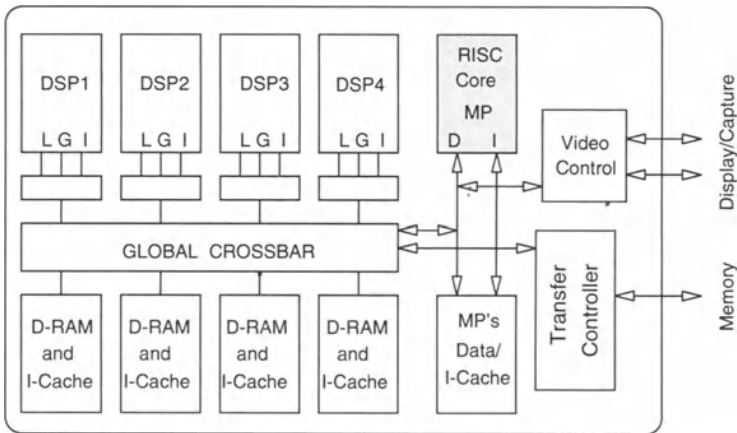 DSP1
L G I
DSP2
L G I
DSP3
L G I
DSP4
L G I
RISC
Core
MP
D I
Video
Control
Display/Capture
GLOBAL CROSSBAR
D-RAM
and
I-Cache
D-RAM
and
I-Cache
D-RAM
and
I-Cache
D-RAM
and
I-Cache
MP's
Data/
I-Cache
Transfer
Controller
Memory